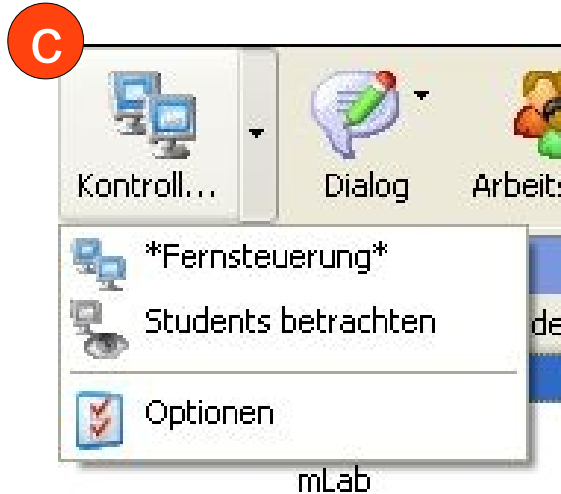 C
Kontroll... Dialog Arbeits
*Fernsteuerung*
Students betrachten
de
Optionen
mLab